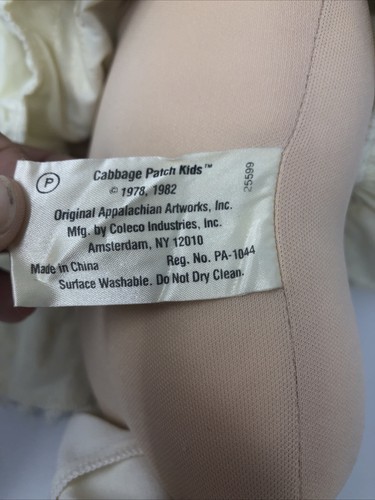 P
Cabbage Patch Kids™
© 1978, 1982
25599
Original Appalachian Artworks, Inc.
Mfg. by Coleco Industries, Inc.
Amsterdam, NY 12010
Made in China Reg. No. PA-1044
Surface Washable. Do Not Dry Clean.